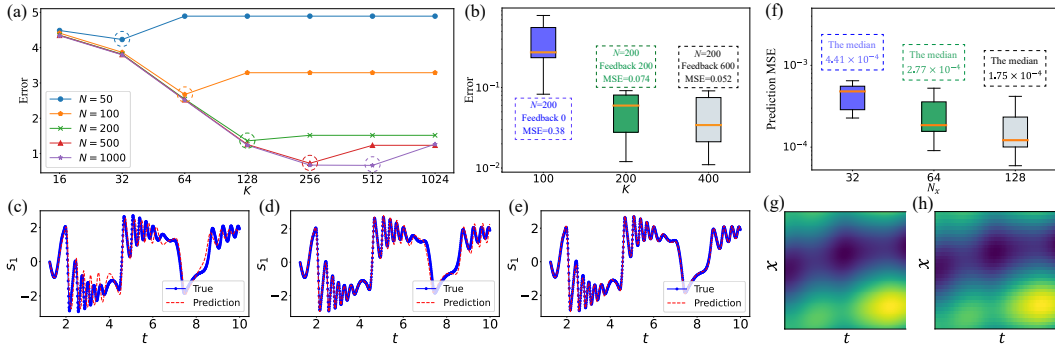 (a)
Error
5
4
3
2
1
N = 50
N = 100
N = 200
N = 500
N = 1000
16 32 64 128 256 512 1024
K
(b)
Error
10⁻¹
10⁻²
N=200
Feedback 0
MSE=0.38
N=200
Feedback 200
MSE=0.074
N=200
Feedback 600
MSE=0.052
100 200 400
K
(f)
Prediction MSE
10⁻³
10⁻⁴
The median
4.41 × 10⁻⁴
The median
2.77 × 10⁻⁴
The median
1.75 × 10⁻⁴
32 64 128
Nₓ
(c)
s₁
2
0
−2
True
Prediction
2 4 6 8 10
t
(d)
s₁
2
0
−2
True
Prediction
2 4 6 8 10
t
(e)
s₁
2
0
−2
True
Prediction
2 4 6 8 10
t
(g)
x
t
(h)
x
t